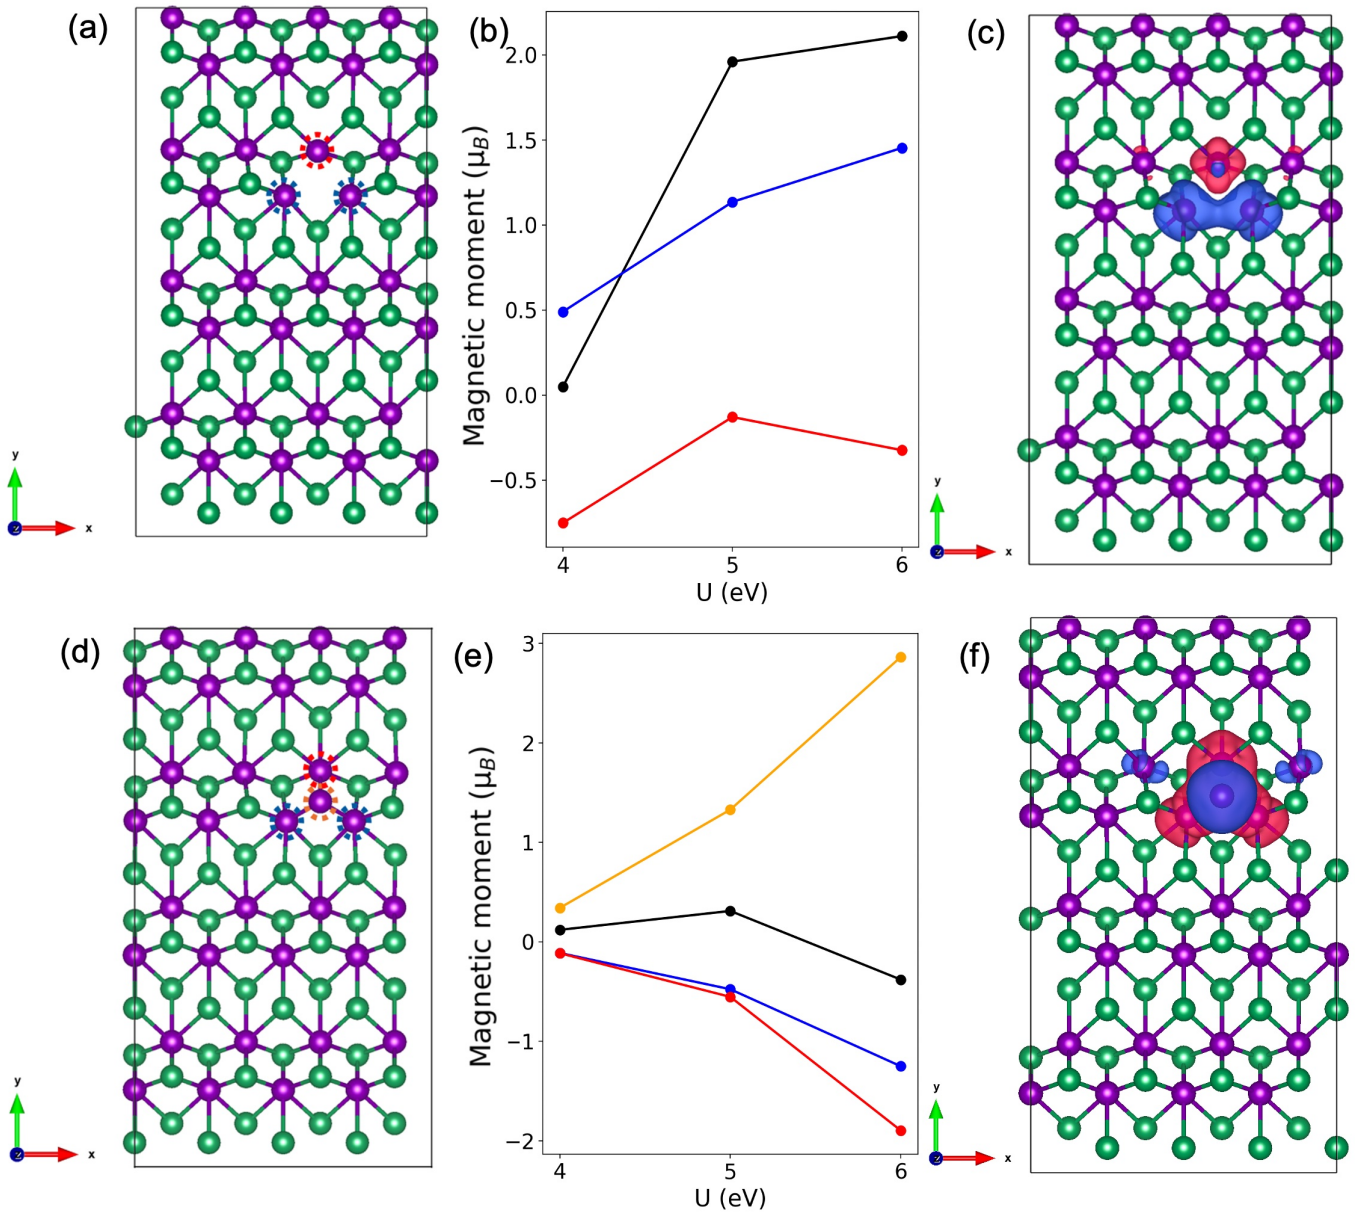 (a)
y
z
x
(b)
Magnetic moment (μB)
2.0
1.5
1.0
0.5
0.0
−0.5
4
5
6
U (eV)
(c)
y
z
x
(d)
y
z
x
(e)
Magnetic moment (μB)
3
2
1
0
−1
−2
4
5
6
U (eV)
(f)
y
z
x